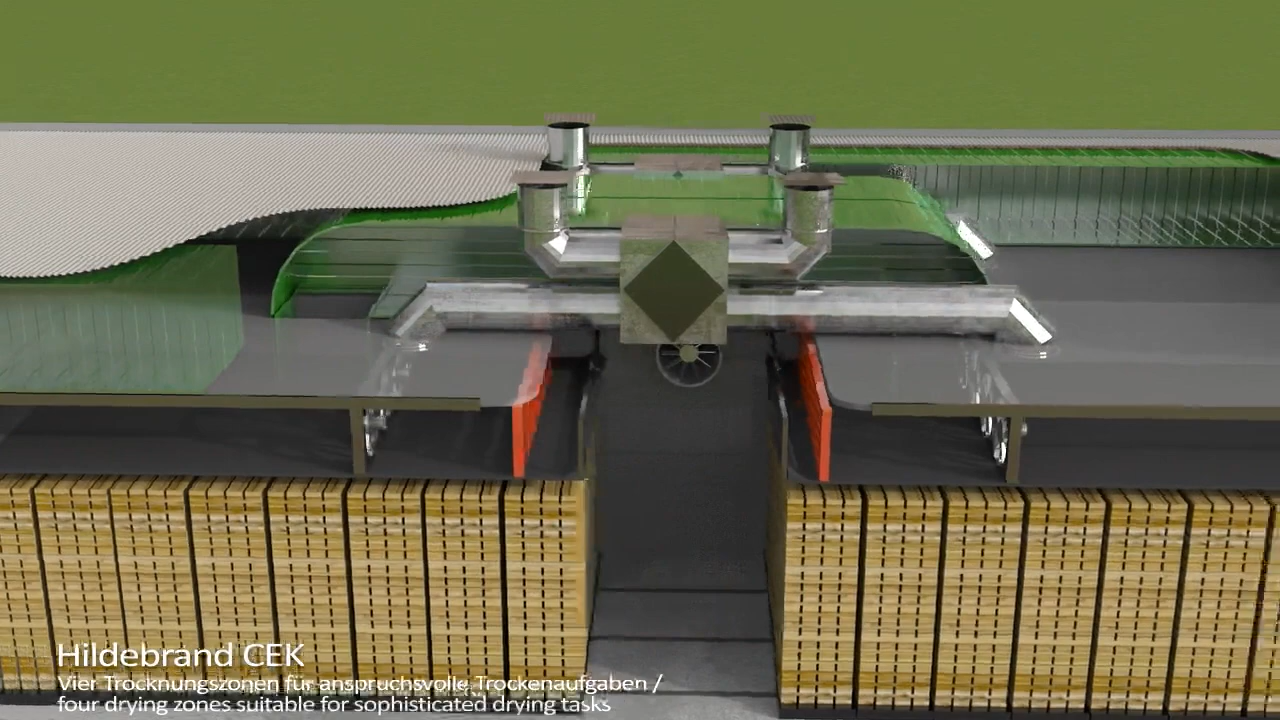 Hildebrand CEK
Vier Trocknungszonen für anspruchsvolle Trockenaufgaben /
four drying zones suitable for sophisticated drying tasks